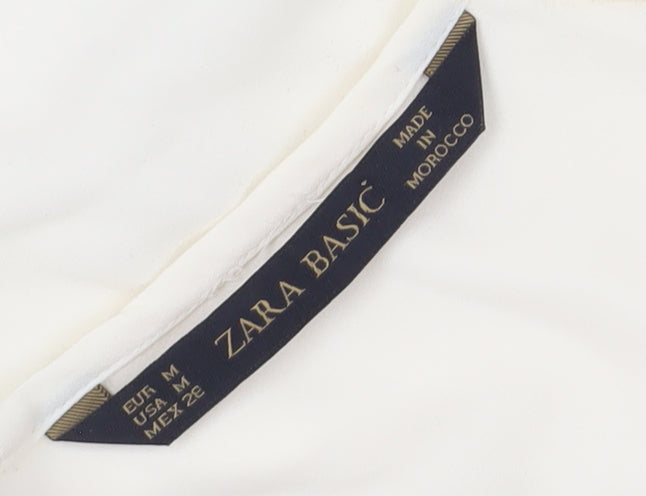 EUR M
USA M
MEX 28
ZARA BASIC
MADE
IN
MOROCCO